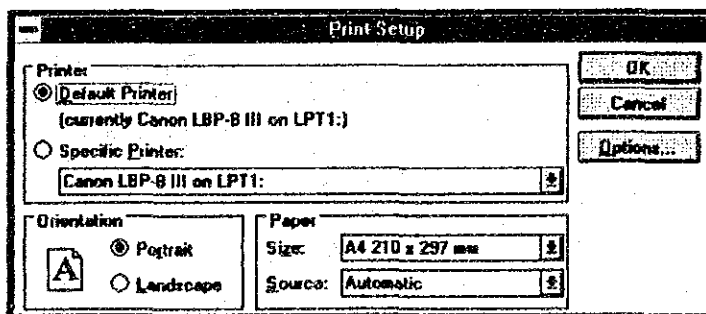 Print Setup
Printer
Default Printer
(currently Canon LBP-8 III on LPT1:)
Specific Printer:
Canon LBP-8 III on LPT1:
OK
Cancel
Options...
Orientation
A
Portrait
Landscape
Paper
Size: A4 210 x 297 mm
Source: Automatic